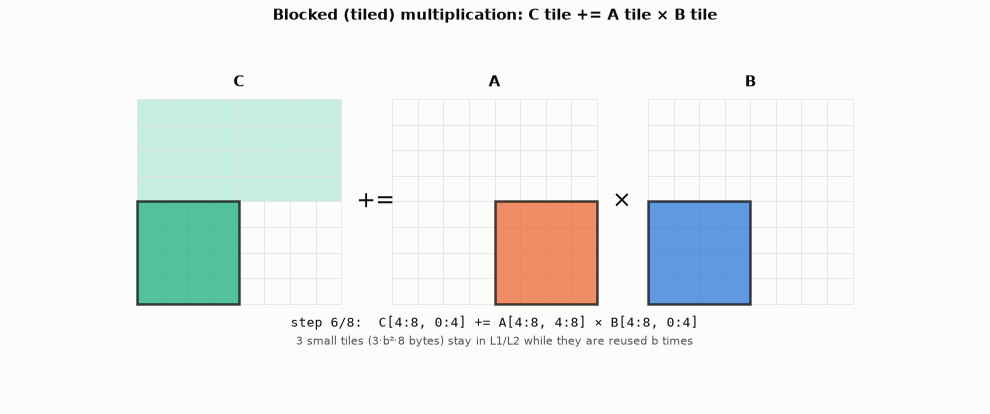 Blocked (tiled) multiplication: C tile += A tile × B tile
C
A
B
+=
×
step 6/8:  C[4:8, 0:4] += A[4:8, 4:8] × B[4:8, 0:4]
3 small tiles (3·b²·8 bytes) stay in L1/L2 while they are reused b times